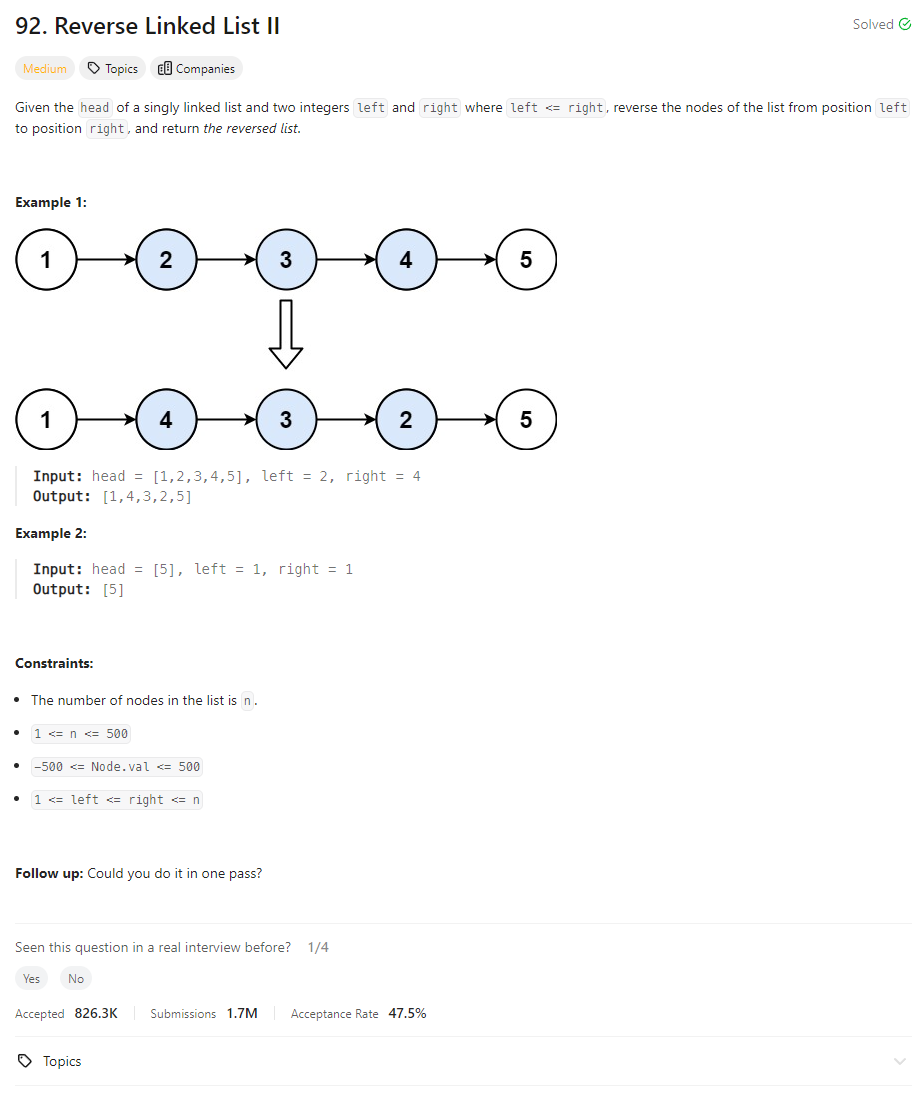 92. Reverse Linked List II
Solved
Medium Topics Companies
Given the head of a singly linked list and two integers left and right where left <= right, reverse the nodes of the list from position left
to position right, and return the reversed list.
Example 1:
1 2 3 4 5
1 4 3 2 5
Input: head = [1,2,3,4,5], left = 2, right = 4
Output: [1,4,3,2,5]
Example 2:
Input: head = [5], left = 1, right = 1
Output: [5]
Constraints:
• The number of nodes in the list is n.
• 1 <= n <= 500
• -500 <= Node.val <= 500
• 1 <= left <= right <= n
Follow up: Could you do it in one pass?
Seen this question in a real interview before? 1/4
Yes No
Accepted 826.3K Submissions 1.7M Acceptance Rate 47.5%
Topics